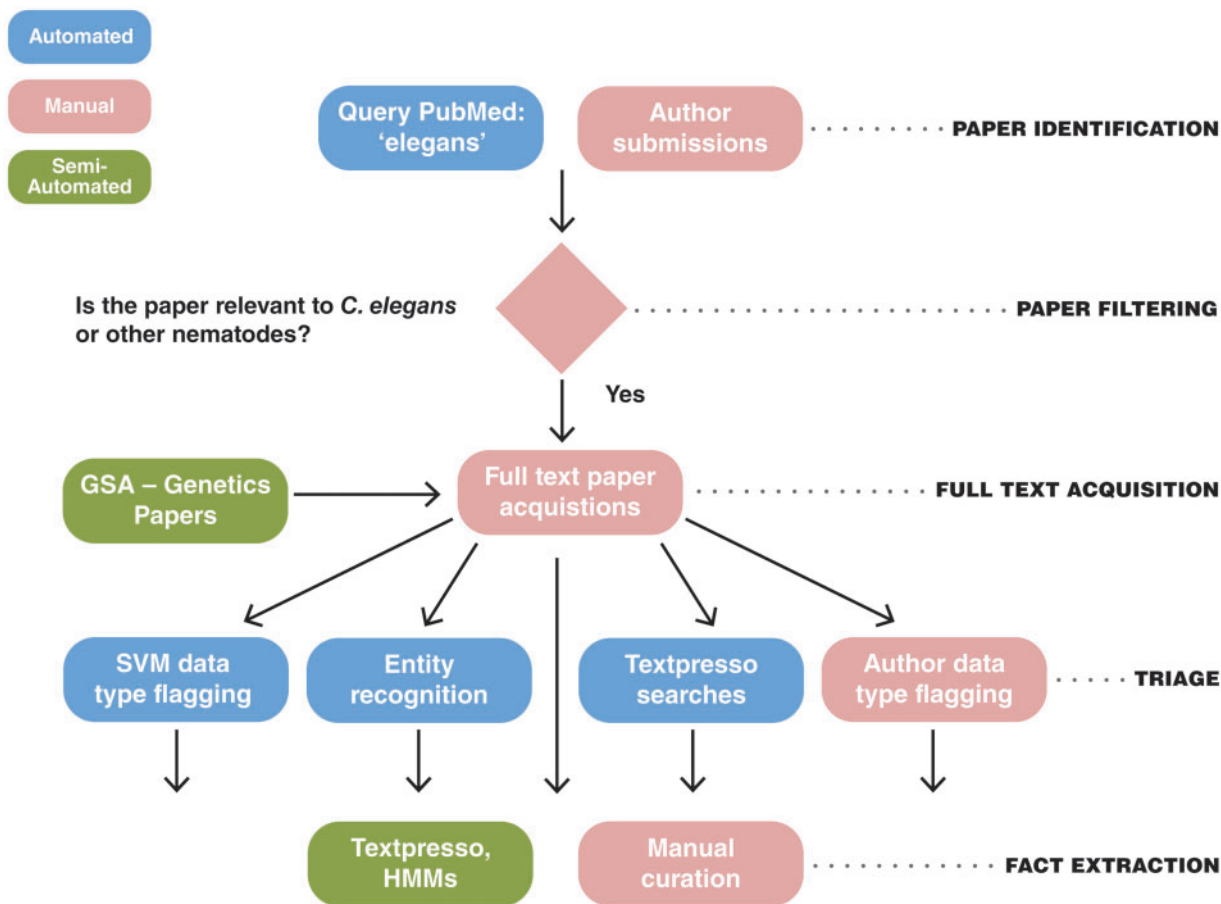 Automated
Manual
Semi-
Automated
Query PubMed:
‘elegans’
Author
submissions
PAPER IDENTIFICATION
Is the paper relevant to C. elegans
or other nematodes?
PAPER FILTERING
Yes
GSA – Genetics
Papers
Full text paper
acquistions
FULL TEXT ACQUISITION
SVM data
type flagging
Entity
recognition
Textpresso
searches
Author data
type flagging
TRIAGE
Textpresso,
HMMs
Manual
curation
FACT EXTRACTION